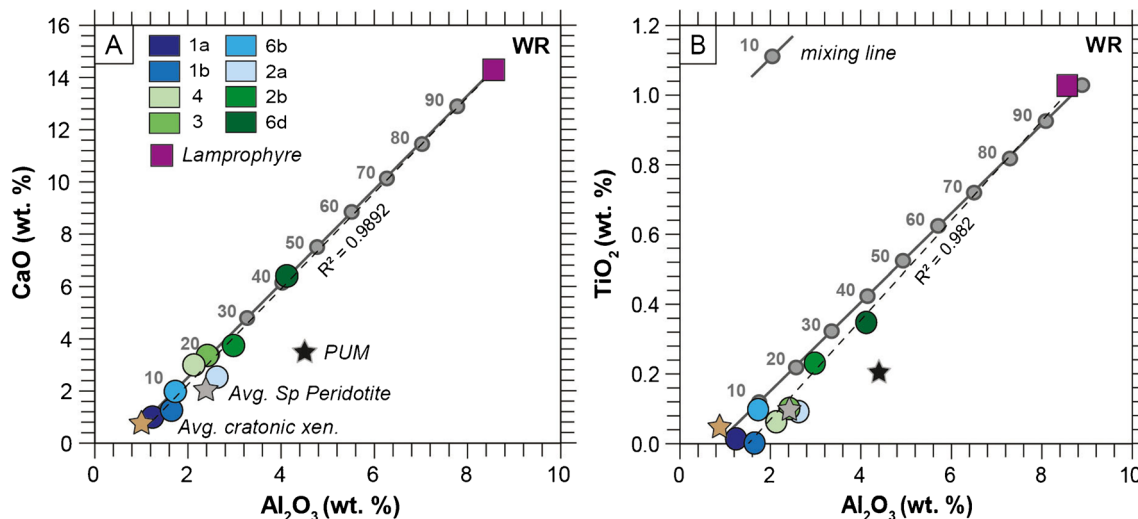 A
WR
16
14
12
10
8
6
4
2
0
CaO (wt. %)
1a
6b
1b
2a
4
2b
3
6d
Lamprophyre
90
80
70
60
50
40
30
20
10
R² = 0.9892
PUM
Avg. Sp Peridotite
Avg. cratonic xen.
0
2
4
6
8
10
Al₂O₃ (wt. %)
B
10
mixing line
WR
1.2
1.0
0.8
0.6
0.4
0.2
0.0
TiO₂ (wt. %)
90
80
70
60
50
40
30
20
10
R² = 0.982
0
2
4
6
8
10
Al₂O₃ (wt. %)